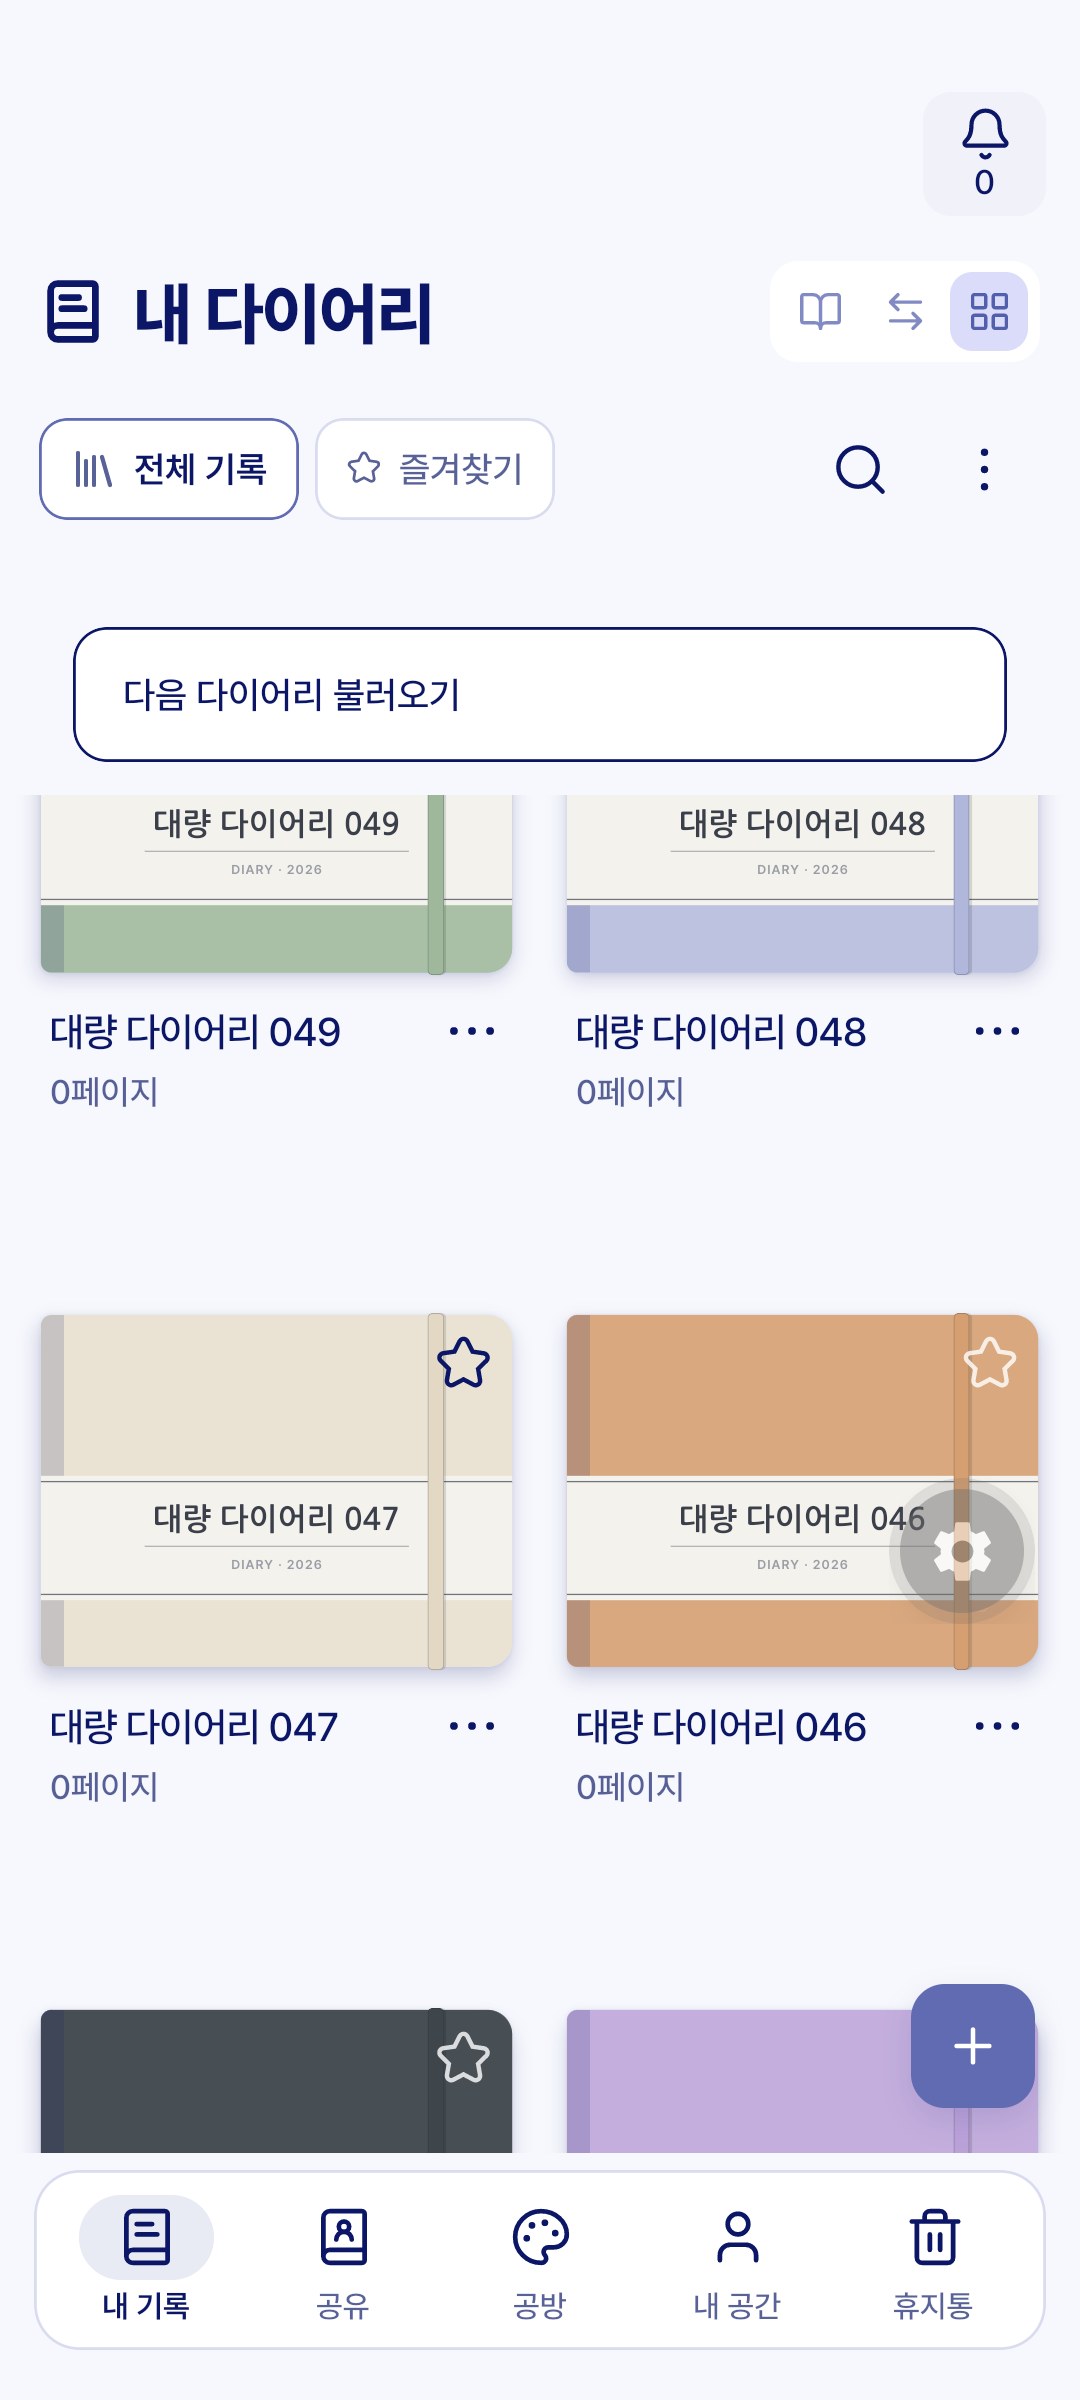 0
내 다이어리
전체 기록
즐겨찾기
다음 다이어리 불러오기
대량 다이어리 049
DIARY · 2026
대량 다이어리 048
DIARY · 2026
대량 다이어리 049
0페이지
대량 다이어리 048
0페이지
대량 다이어리 047
DIARY · 2026
대량 다이어리 046
DIARY · 2026
대량 다이어리 047
0페이지
대량 다이어리 046
0페이지
내 기록
공유
공방
내 공간
휴지통